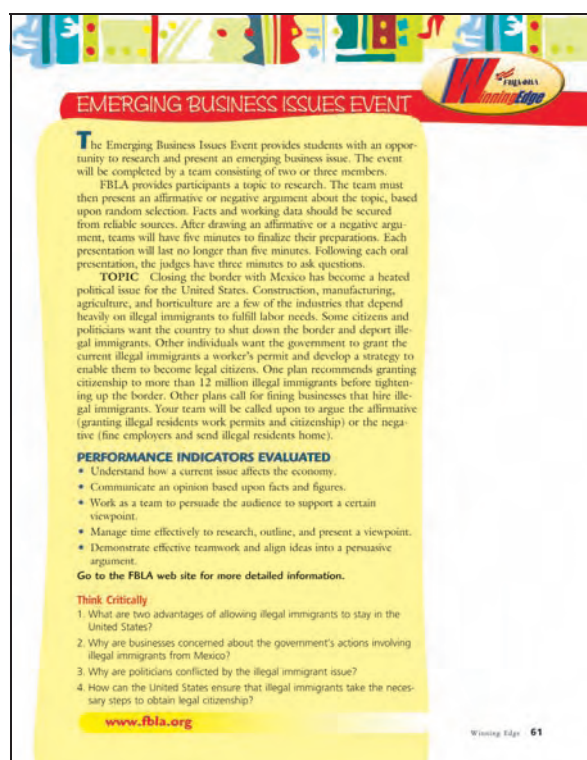 FBLA-PBL
Winning Edge
EMERGING BUSINESS ISSUES EVENT
The Emerging Business Issues Event provides students with an oppor-
tunity to research and present an emerging business issue. The event
will be completed by a team consisting of two or three members.
FBLA provides participants a topic to research. The team must
then present an affirmative or negative argument about the topic, based
upon random selection. Facts and working data should be secured
from reliable sources. After drawing an affirmative or a negative argu-
ment, teams will have five minutes to finalize their preparations. Each
presentation will last no longer than five minutes. Following each oral
presentation, the judges have three minutes to ask questions.
TOPIC Closing the border with Mexico has become a heated
political issue for the United States. Construction, manufacturing,
agriculture, and horticulture are a few of the industries that depend
heavily on illegal immigrants to fulfill labor needs. Some citizens and
politicians want the country to shut down the border and deport ille-
gal immigrants. Other individuals want the government to grant the
current illegal immigrants a worker's permit and develop a strategy to
enable them to become legal citizens. One plan recommends granting
citizenship to more than 12 million illegal immigrants before tighten-
ing up the border. Other plans call for fining businesses that hire ille-
gal immigrants. Your team will be called upon to argue the affirmative
(granting illegal residents work permits and citizenship) or the nega-
tive (fine employers and send illegal residents home).
PERFORMANCE INDICATORS EVALUATED
• Understand how a current issue affects the economy.
• Communicate an opinion based upon facts and figures.
• Work as a team to persuade the audience to support a certain
viewpoint.
• Manage time effectively to research, outline, and present a viewpoint.
• Demonstrate effective teamwork and align ideas into a persuasive
argument.
Go to the FBLA web site for more detailed information.
Think Critically
1. What are two advantages of allowing illegal immigrants to stay in the
United States?
2. Why are businesses concerned about the government's actions involving
illegal immigrants from Mexico?
3. Why are politicians conflicted by the illegal immigrant issue?
4. How can the United States ensure that illegal immigrants take the neces-
sary steps to obtain legal citizenship?
www.fbla.org
Winning Edge 61